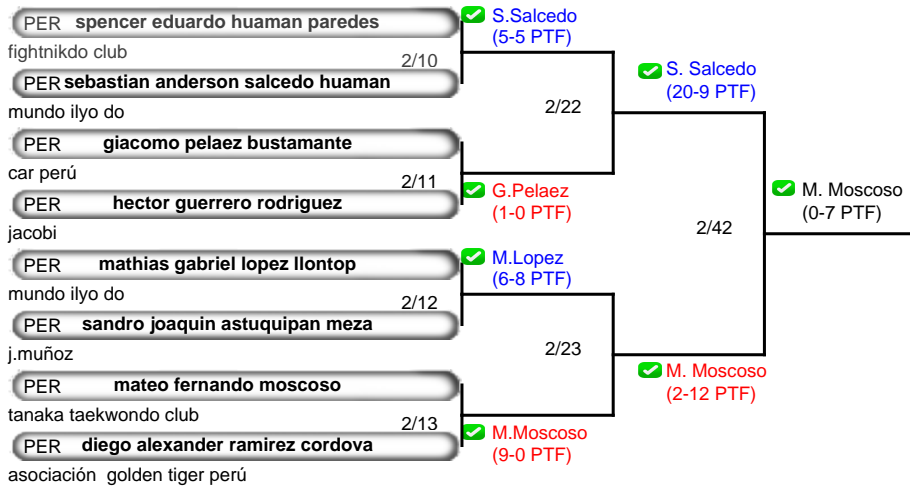 PER spencer eduardo huaman paredes
fightnikdo club
2/10
PER sebastian anderson salcedo huaman
mundo ilyo do
PER giacomo pelaez bustamante
car perú
2/11
PER hector guerrero rodriguez
jacobi
PER mathias gabriel lopez llontop
mundo ilyo do
2/12
PER sandro joaquin astuquipan meza
j.muñoz
PER mateo fernando moscoso
tanaka taekwondo club
2/13
PER diego alexander ramirez cordova
asociación golden tiger perú
S.Salcedo
(5-5 PTF)
2/22
G.Pelaez
(1-0 PTF)
M.Lopez
(6-8 PTF)
2/23
M.Moscoso
(9-0 PTF)
S. Salcedo
(20-9 PTF)
2/42
M. Moscoso
(2-12 PTF)
M. Moscoso
(0-7 PTF)